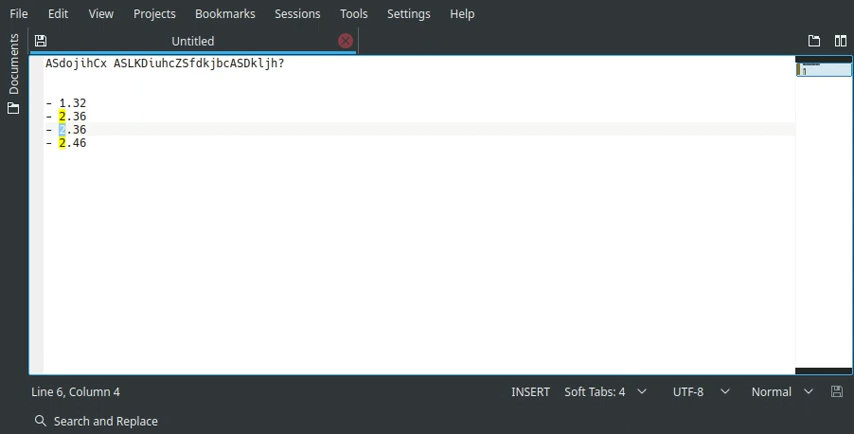 File Edit View Projects Bookmarks Sessions Tools Settings Help
Documents
Untitled
ASdojihCx ASLKDiuhcZSfdkjbcASDkljh?
- 1.32
- 2.36
- 2.36
- 2.46
Line 6, Column 4 INSERT Soft Tabs: 4 UTF-8 Normal
Search and Replace